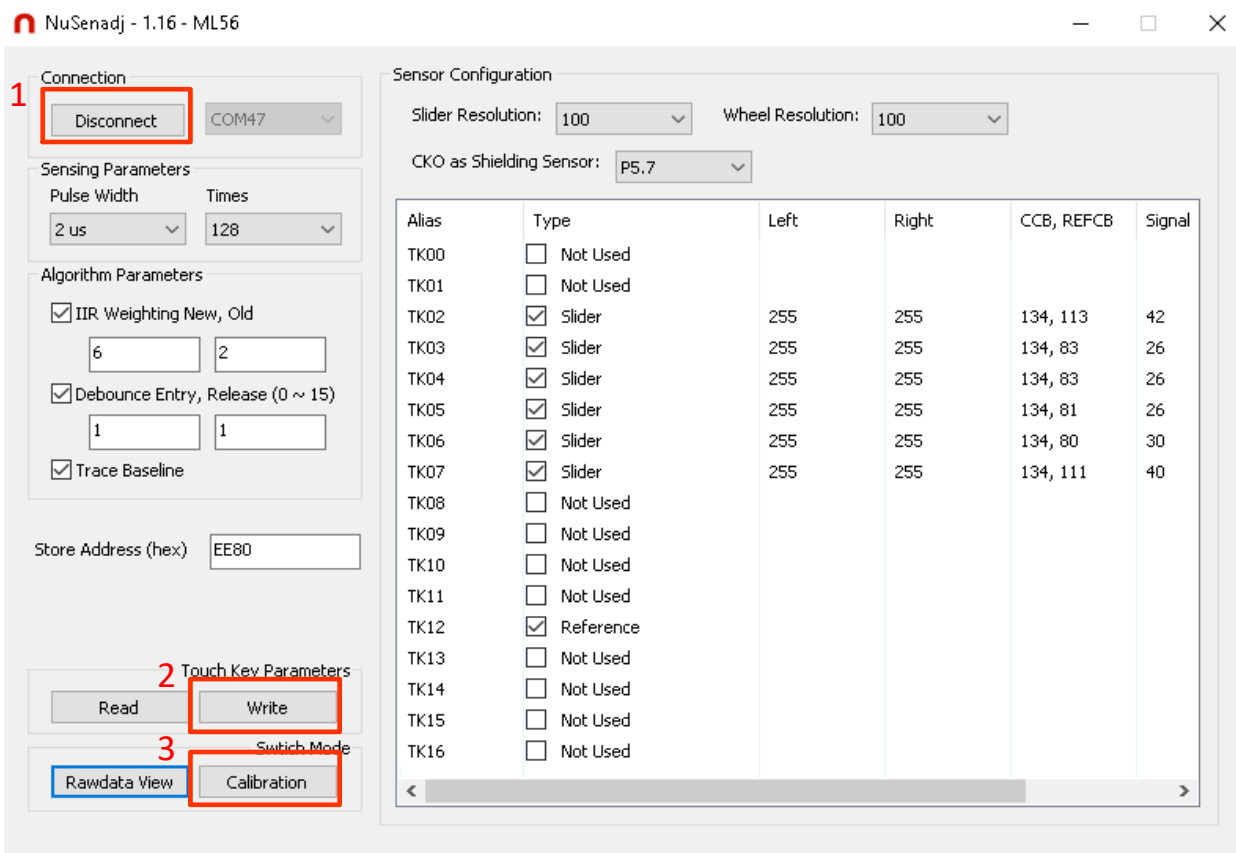 NuSenadj - 1.16 - ML56
Connection
1
Disconnect COM47
Sensing Parameters
Pulse Width Times
2 us 128
Algorithm Parameters
IIR Weighting New, Old
6 2
Debounce Entry, Release (0 ~ 15)
1 1
Trace Baseline
Store Address (hex) EE80
2 Touch Key Parameters
Read Write
3 Swtich Mode
Rawdata View Calibration
Sensor Configuration
Slider Resolution: 100 Wheel Resolution: 100
CKO as Shielding Sensor: P5.7
Alias Type Left Right CCB, REFCB Signal
TK00 Not Used
TK01 Not Used
TK02 Slider 255 255 134, 113 42
TK03 Slider 255 255 134, 83 26
TK04 Slider 255 255 134, 83 26
TK05 Slider 255 255 134, 81 26
TK06 Slider 255 255 134, 80 30
TK07 Slider 255 255 134, 111 40
TK08 Not Used
TK09 Not Used
TK10 Not Used
TK11 Not Used
TK12 Reference
TK13 Not Used
TK14 Not Used
TK15 Not Used
TK16 Not Used